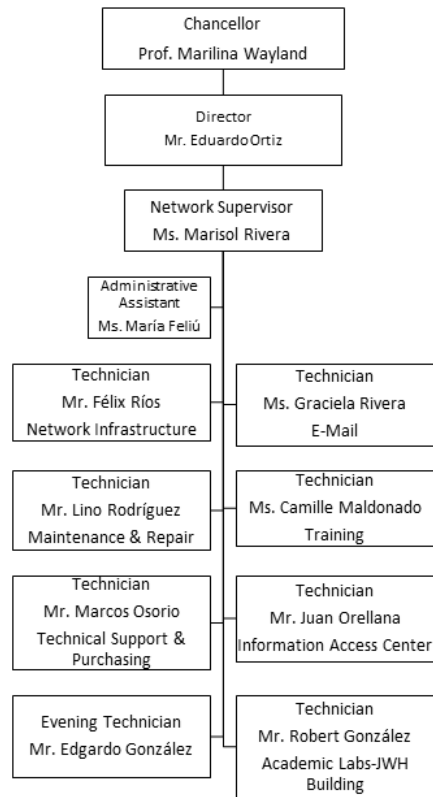 Chancellor
Prof. Marilina Wayland
Director
Mr. Eduardo Ortiz
Network Supervisor
Ms. Marisol Rivera
Administrative
Assistant
Ms. María Feliú
Technician
Mr. Félix Ríos
Network Infrastructure
Technician
Ms. Graciela Rivera
E-Mail
Technician
Mr. Lino Rodríguez
Maintenance & Repair
Technician
Ms. Camille Maldonado
Training
Technician
Mr. Marcos Osorio
Technical Support &
Purchasing
Technician
Mr. Juan Orellana
Information Access Center
Evening Technician
Mr. Edgardo González
Technician
Mr. Robert González
Academic Labs-JWH
Building